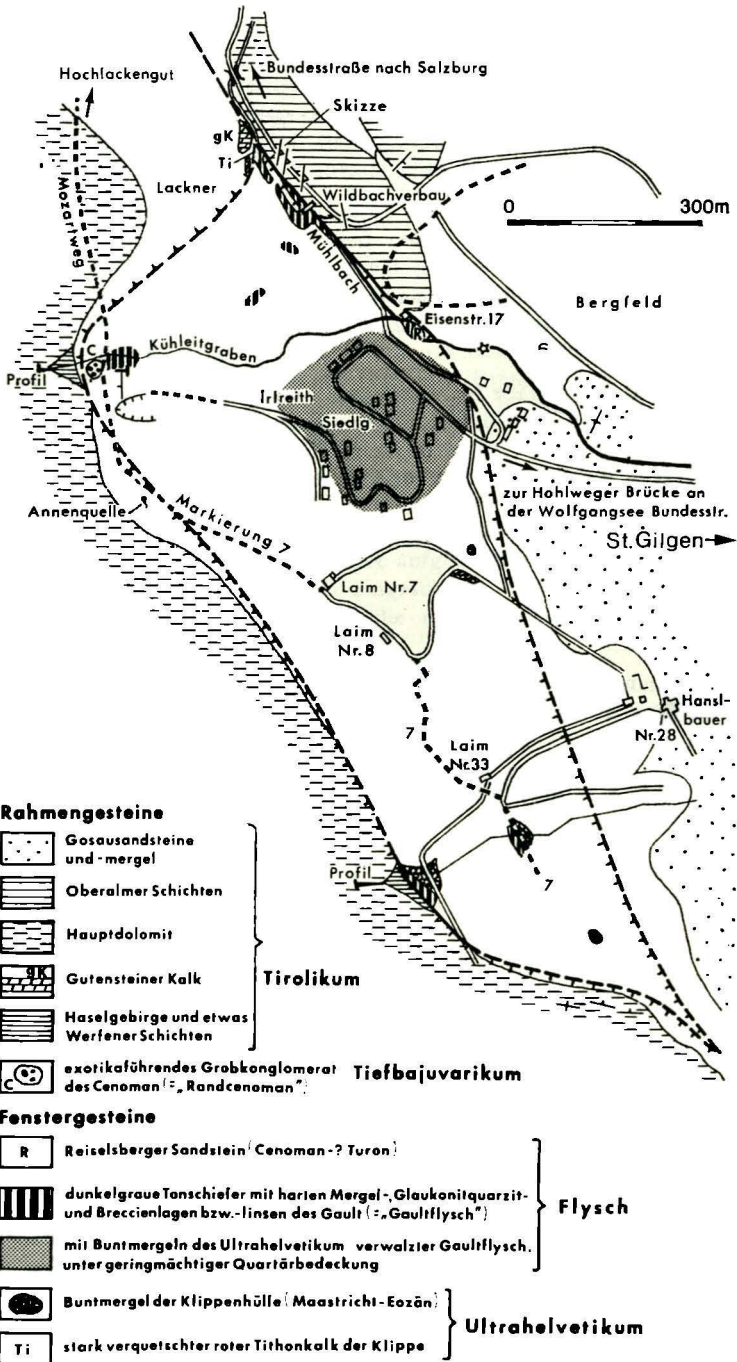 Hochlackengut
Bundesstraße nach Salzburg
Skizze
gK
Ti
Lackner
Wildbachverbau
0 300m
Mozartweg
Mühlbach
Bergfeld
Eisenstr.17
R
Kühleitgraben
C
Profil
Irlreith
Siedlg.
zur Hohlweger Brücke an
der Wolfgangsee Bundesstr.
Annenquelle
Markierung 7
St.Gilgen
Laim Nr.7
Laim
Nr.8
Hansl-
bauer
Nr.28
7
Laim
Nr.33
Profil
7
Rahmengesteine
Gosausandsteine
und -mergel
Oberalmer Schichten
Hauptdolomit
gK
Gutensteiner Kalk
Haselgebirge und etwas
Werfener Schichten
Tirolikum
C
exotikaführendes Grobkonglomerat
des Cenoman (=„Randcenoman")
Tiefbajuvarikum
Fenstergesteine
R
Reiselsberger Sandstein (Cenoman-? Turon)
dunkelgraue Tonschiefer mit harten Mergel-, Glaukonitquarzit-
und Breccienlagen bzw.-linsen des Gault (=„Gaultflysch")
Flysch
mit Buntmergeln des Ultrahelvetikum verwalzter Gaultflysch.
unter geringmächtiger Quartärbedeckung
Buntmergel der Klippenhülle (Maastricht-Eozän)
Ti
stark verquetschter roter Tithonkalk der Klippe
Ultrahelvetikum